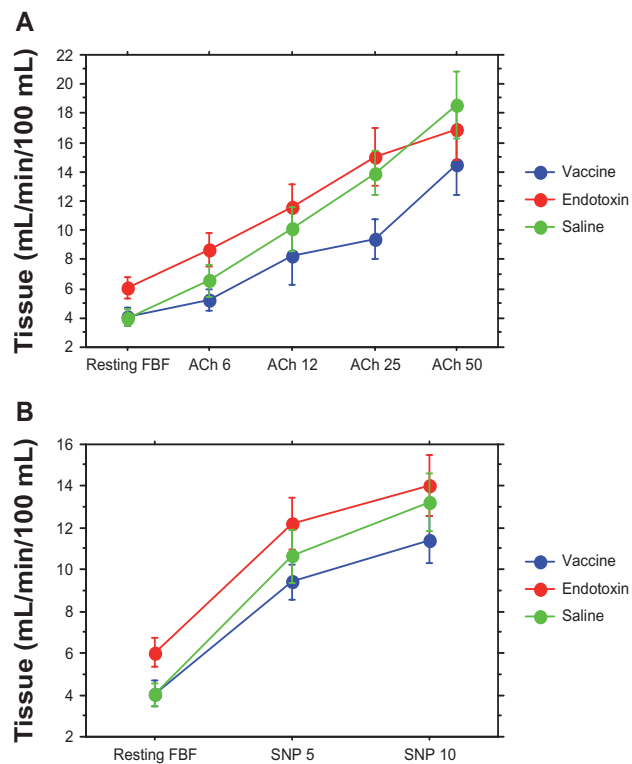 A
Tissue (mL/min/100 mL)
22
20
18
16
14
12
10
8
6
4
2
Resting FBF ACh 6 ACh 12 ACh 25 ACh 50
Vaccine
Endotoxin
Saline
B
Tissue (mL/min/100 mL)
16
14
12
10
8
6
4
2
Resting FBF SNP 5 SNP 10
Vaccine
Endotoxin
Saline